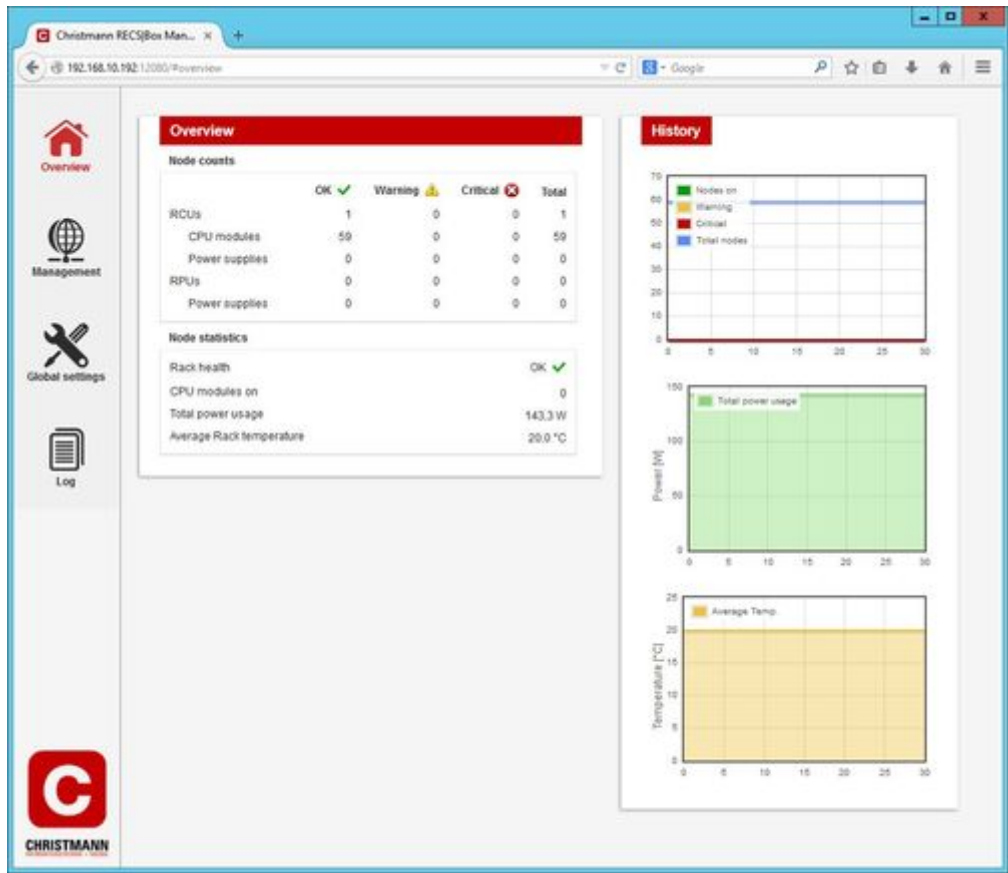 Christmann RECS|Box Man... × +
192.168.10.192:12080/#overview
Google
Overview
Management
Global settings
Log
CHRISTMANN
Overview
Node counts
OK Warning Critical Total
RCUs 1 0 0 1
CPU modules 59 0 0 59
Power supplies 0 0 0 0
RPUs 0 0 0 0
Power supplies 0 0 0 0
Node statistics
Rack health OK
CPU modules on 0
Total power usage 143,3 W
Average Rack temperature 20.0 °C
History
70
60
50
40
30
20
10
0
Nodes on
Warning
Critical
Total nodes
0 5 10 15 20 25 30
150
100
50
0
Power [W]
Total power usage
0 5 10 15 20 25 30
25
20
15
10
5
0
Temperature [°C]
Average Temp.
0 5 10 15 20 25 30